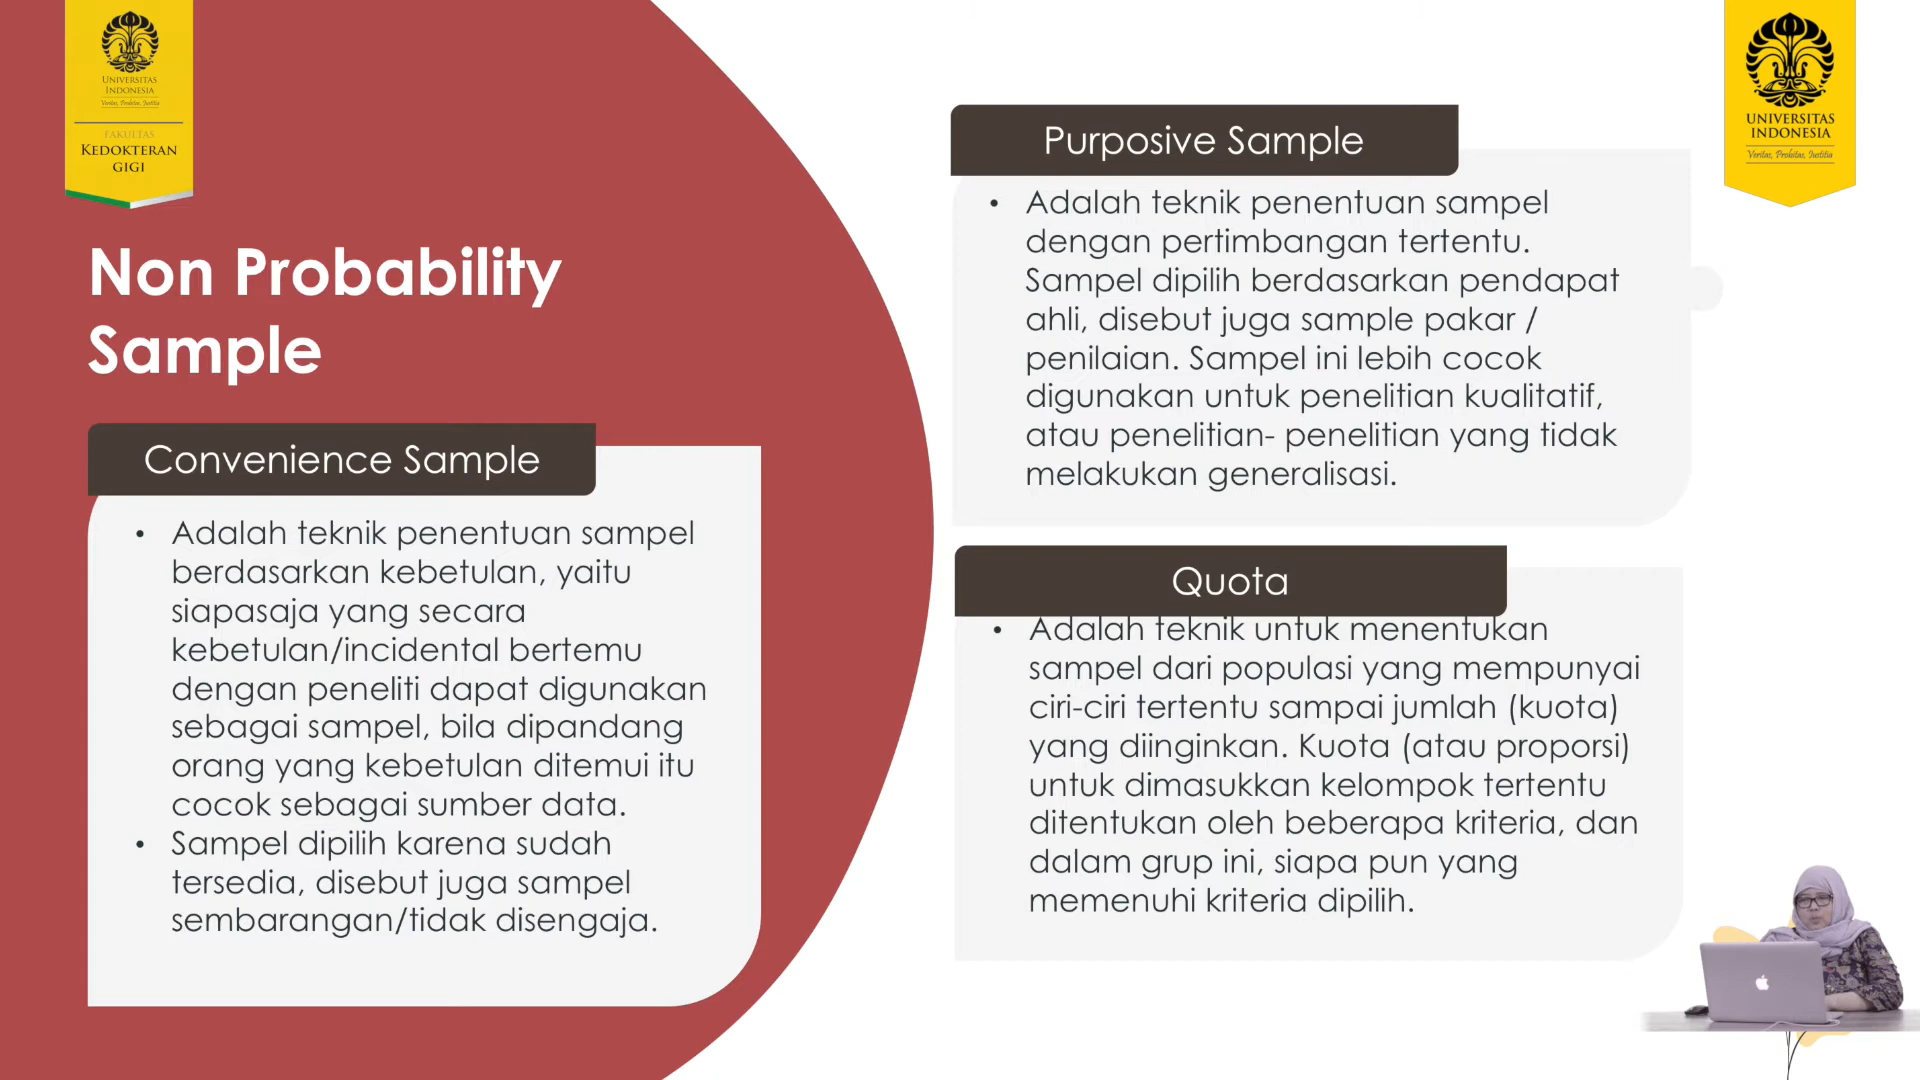 UNIVERSITAS
INDONESIA
Veritas, Probitas, Justitia
FAKULTAS
KEDOKTERAN
GIGI
Non Probability
Sample
Convenience Sample
• Adalah teknik penentuan sampel
berdasarkan kebetulan, yaitu
siapasaja yang secara
kebetulan/incidental bertemu
dengan peneliti dapat digunakan
sebagai sampel, bila dipandang
orang yang kebetulan ditemui itu
cocok sebagai sumber data.
• Sampel dipilih karena sudah
tersedia, disebut juga sampel
sembarangan/tidak disengaja.
Purposive Sample
• Adalah teknik penentuan sampel
dengan pertimbangan tertentu.
Sampel dipilih berdasarkan pendapat
ahli, disebut juga sample pakar /
penilaian. Sampel ini lebih cocok
digunakan untuk penelitian kualitatif,
atau penelitian- penelitian yang tidak
melakukan generalisasi.
Quota
• Adalah teknik untuk menentukan
sampel dari populasi yang mempunyai
ciri-ciri tertentu sampai jumlah (kuota)
yang diinginkan. Kuota (atau proporsi)
untuk dimasukkan kelompok tertentu
ditentukan oleh beberapa kriteria, dan
dalam grup ini, siapa pun yang
memenuhi kriteria dipilih.
UNIVERSITAS
INDONESIA
Veritas, Probitas, Justitia